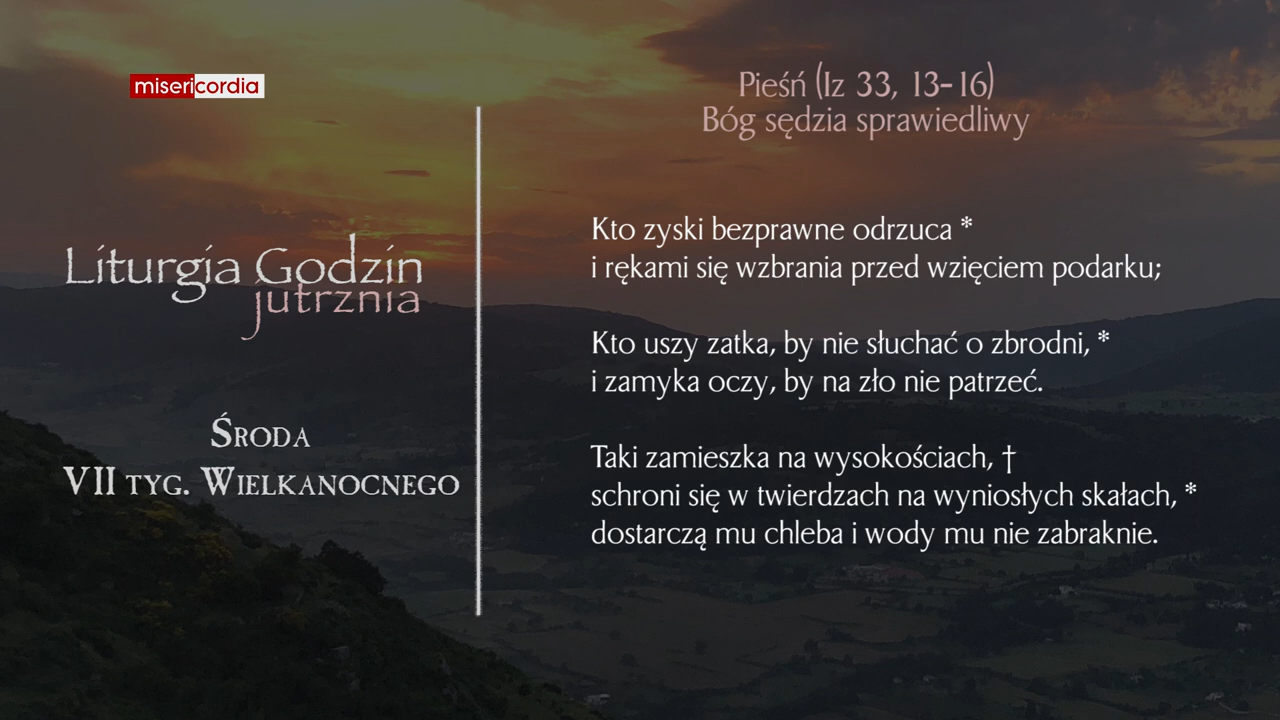 misericordia
Liturgia Godzin
jutrznia
Środa
VII tyg. Wielkanocnego
Pieśń (Iz 33, 13-16)
Bóg sędzia sprawiedliwy
Kto zyski bezprawne odrzuca *
i rękami się wzbrania przed wzięciem podarku;
Kto uszy zatka, by nie słuchać o zbrodni, *
i zamyka oczy, by na zło nie patrzeć.
Taki zamieszka na wysokościach, †
schroni się w twierdzach na wyniosłych skałach, *
dostarczą mu chleba i wody mu nie zabraknie.